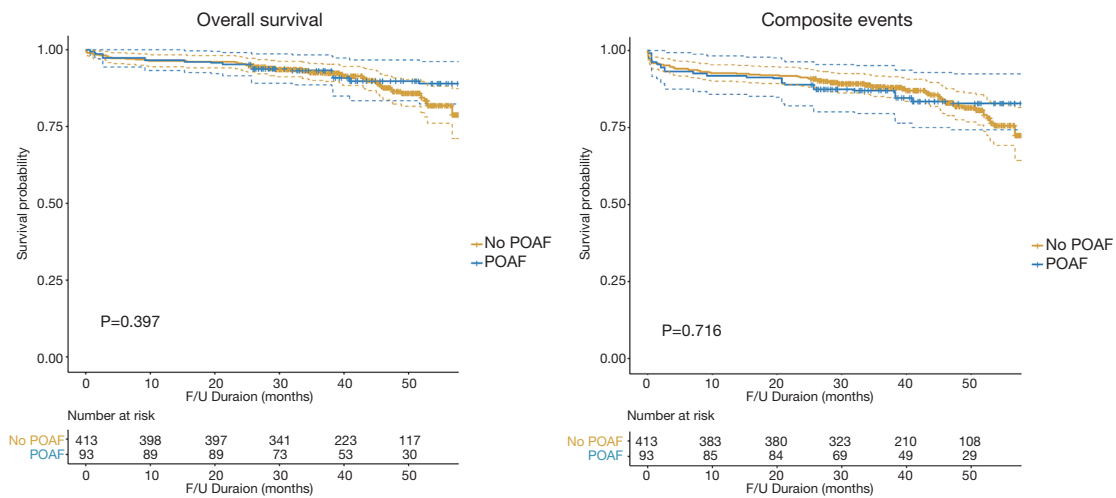 Overall survival
1.00
0.75
0.50
0.25
0.00
Survival probability
No POAF
POAF
P=0.397
0 10 20 30 40 50
F/U Duraion (months)
Number at risk
No POAF 413 398 397 341 223 117
POAF 93 89 89 73 53 30
0 10 20 30 40 50
F/U Duraion (months)
Composite events
1.00
0.75
0.50
0.25
0.00
Survival probability
No POAF
POAF
P=0.716
0 10 20 30 40 50
F/U Duraion (months)
Number at risk
No POAF 413 383 380 323 210 108
POAF 93 85 84 69 49 29
0 10 20 30 40 50
F/U Duraion (months)